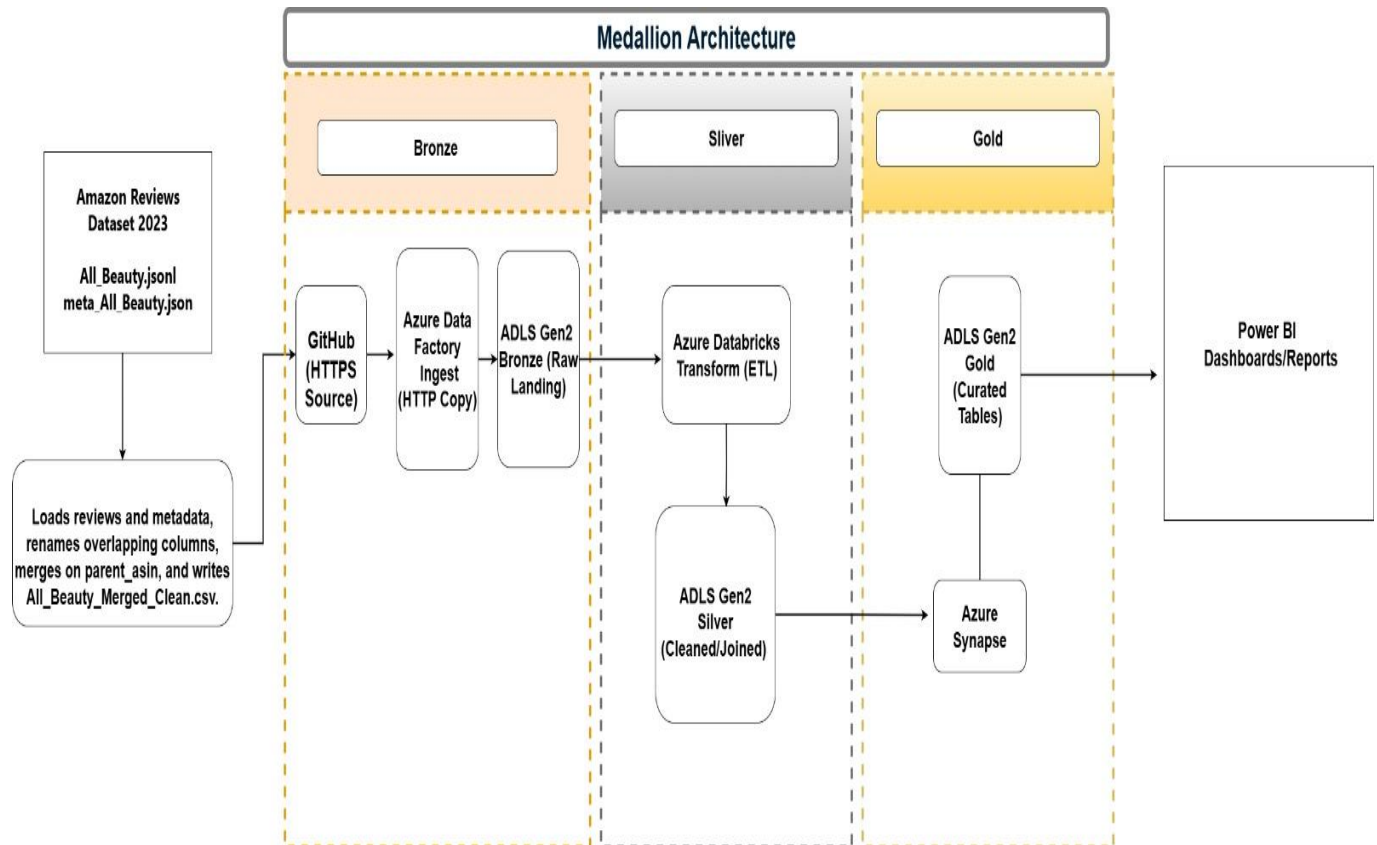 Medallion Architecture
Bronze
Sliver
Gold
Amazon Reviews
Dataset 2023
All_Beauty.jsonl
meta_All_Beauty.json
Loads reviews and metadata,
renames overlapping columns,
merges on parent_asin, and writes
All_Beauty_Merged_Clean.csv.
GitHub
(HTTPS
Source)
Azure Data
Factory
Ingest
(HTTP Copy)
ADLS Gen2
Bronze (Raw
Landing)
Azure Databricks
Transform (ETL)
ADLS Gen2
Silver
(Cleaned/Joined)
ADLS Gen2
Gold
(Curated
Tables)
Azure
Synapse
Power BI
Dashboards/Reports